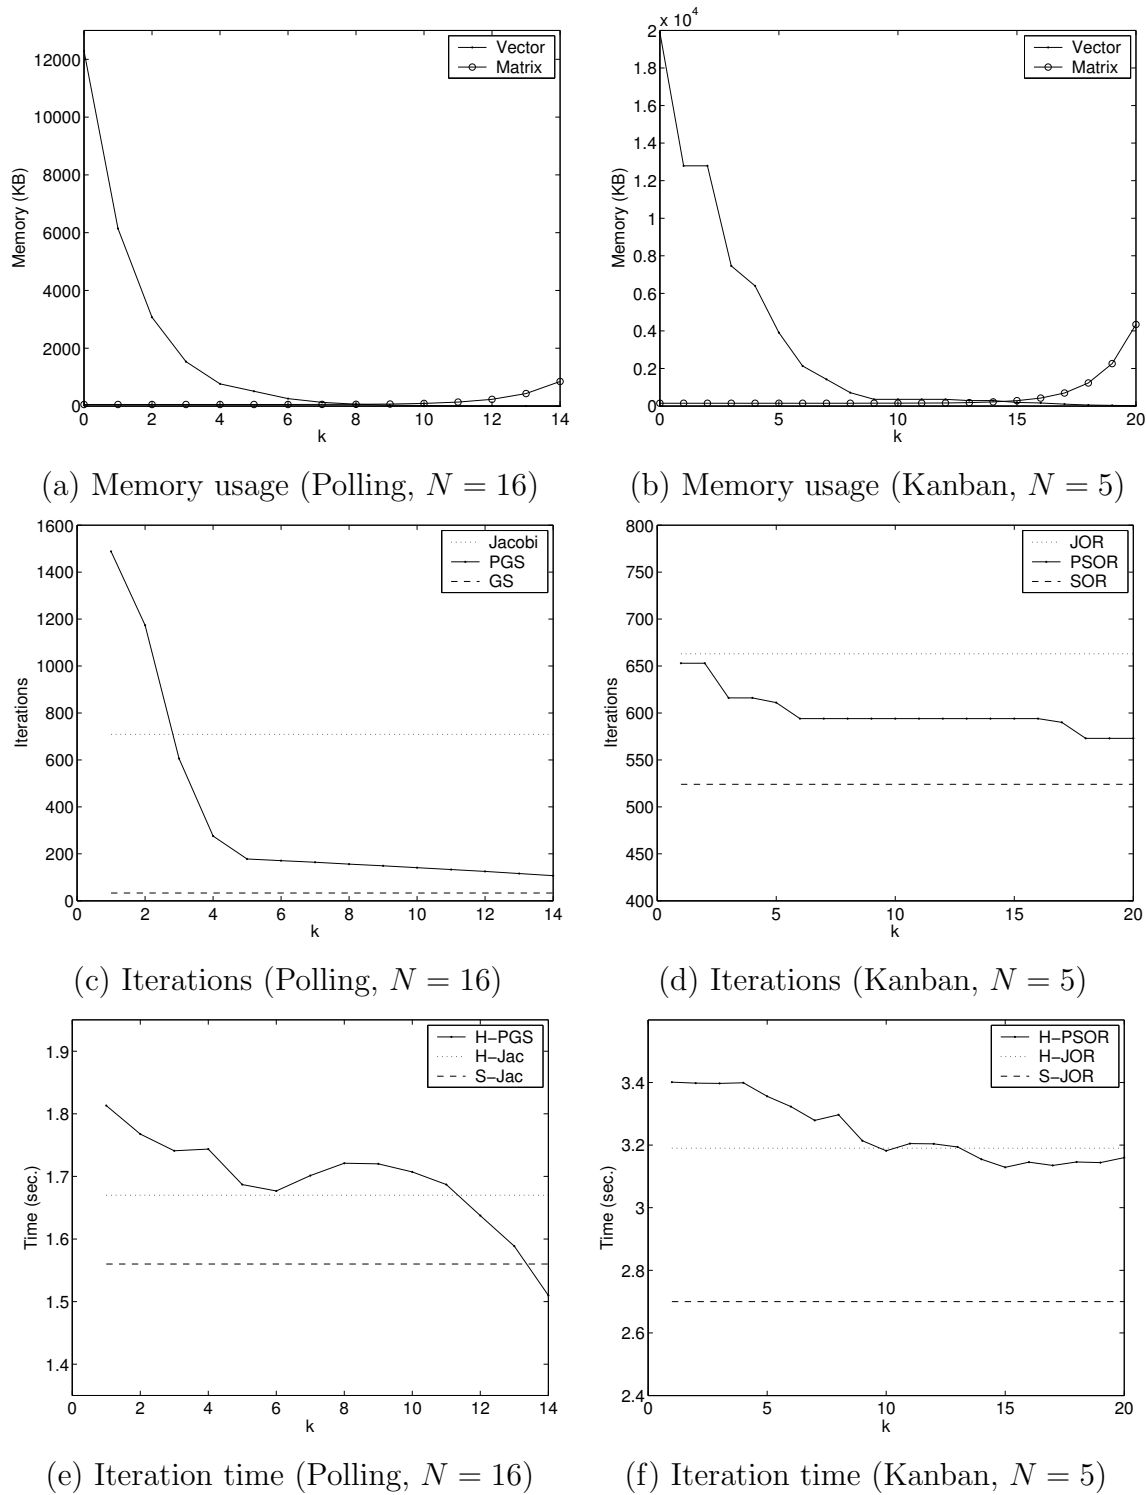 x 10⁴
12000
10000
8000
6000
4000
2000
0
Memory (KB)
0 2 4 6 8 10 12 14
k
Vector
Matrix
2
1.8
1.6
1.4
1.2
1
0.8
0.6
0.4
0.2
0
Memory (KB)
0 5 10 15 20
k
Vector
Matrix
(a) Memory usage (Polling, N = 16)
(b) Memory usage (Kanban, N = 5)
1600
1400
1200
1000
800
600
400
200
0
Iterations
0 2 4 6 8 10 12 14
k
Jacobi
PGS
GS
800
750
700
650
600
550
500
450
400
Iterations
0 5 10 15 20
k
JOR
PSOR
SOR
(c) Iterations (Polling, N = 16)
(d) Iterations (Kanban, N = 5)
1.9
1.8
1.7
1.6
1.5
1.4
Time (sec.)
0 2 4 6 8 10 12 14
k
H−PGS
H−Jac
S−Jac
3.4
3.2
3
2.8
2.6
2.4
Time (sec.)
0 5 10 15 20
k
H−PSOR
H−JOR
S−JOR
(e) Iteration time (Polling, N = 16)
(f) Iteration time (Kanban, N = 5)